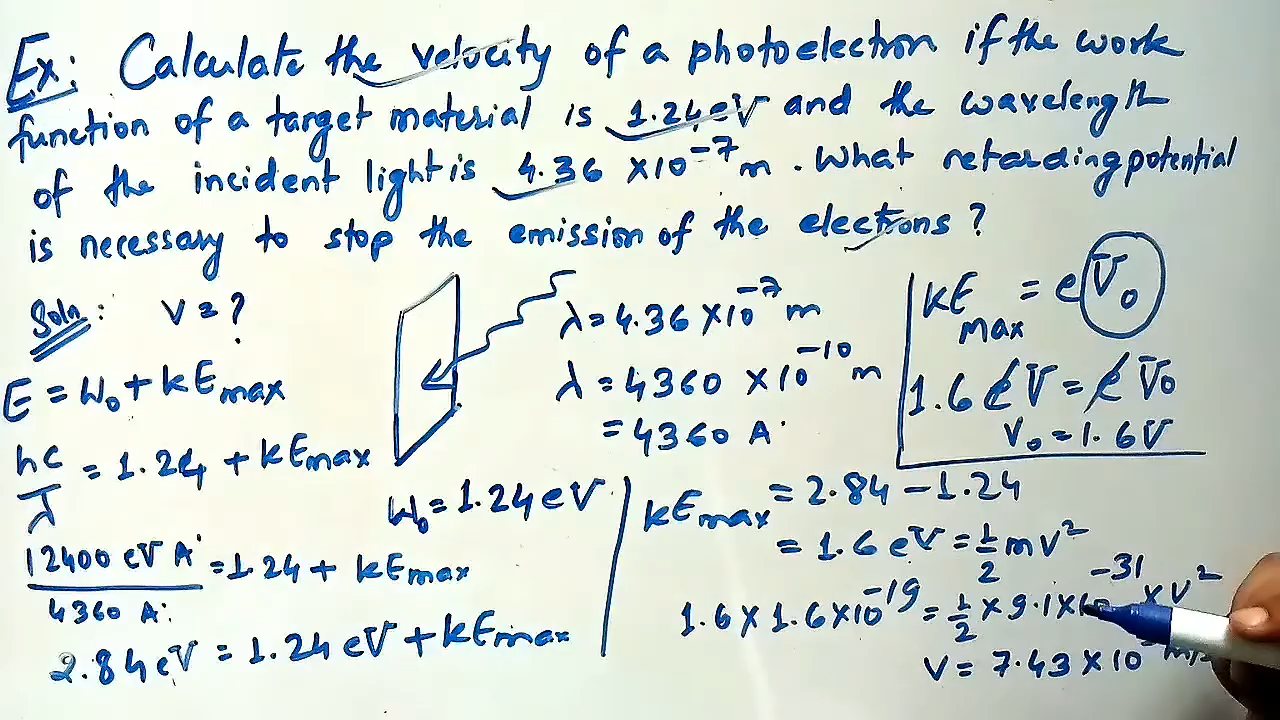 Ex: Calculate the velocity of a photoelectron if the work
function of a target material is 1.24 eV and the wavelength
of the incident light is 4.36 ×10⁻⁷ m. What retarding potential
is necessary to stop the emission of the electrons?
Soln: V = ?
E = W₀ + KEmax
hc/λ = 1.24 + KEmax
12400 eV A°/4360 A° = 1.24 + KEmax
2.84 eV = 1.24 eV + KEmax
λ = 4.36 ×10⁻⁷ m
λ = 4360 ×10⁻¹⁰ m
= 4360 A°
W₀ = 1.24 eV
KEmax = eV₀
1.6 eV = eV₀
V₀ = 1.6V
KEmax = 2.84 − 1.24
= 1.6 eV = ½ mv²
1.6 × 1.6 ×10⁻¹⁹ = ½ × 9.1 × 10⁻³¹ × v²
V = 7.43 × 10